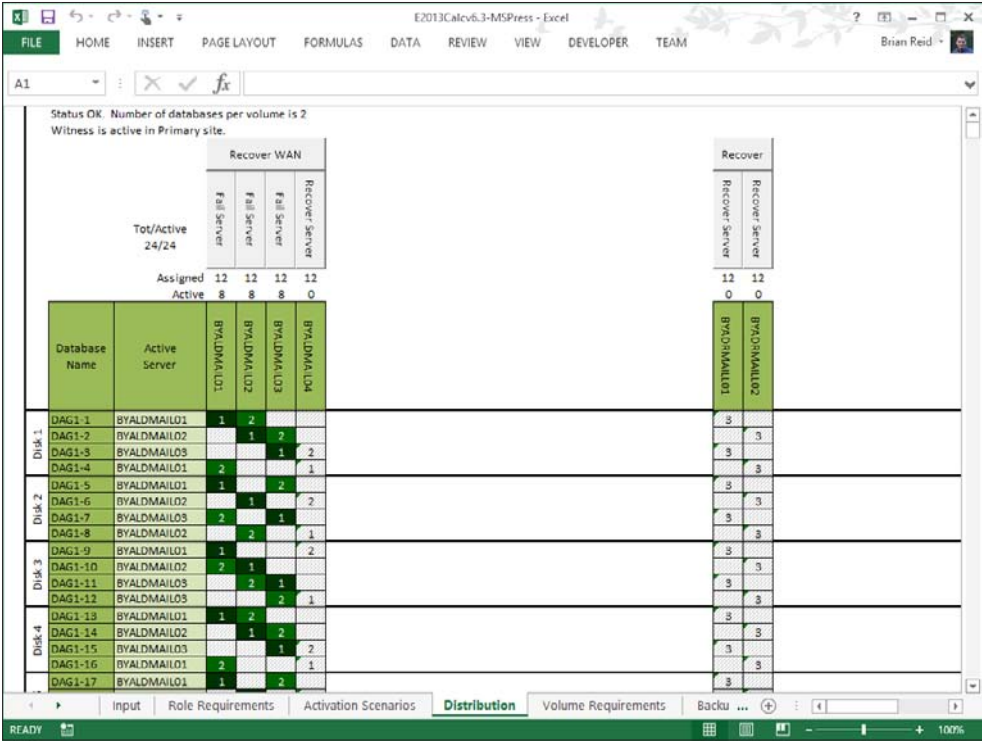 E2013Calcv6.3-MSPress - Excel
FILE HOME INSERT PAGE LAYOUT FORMULAS DATA REVIEW VIEW DEVELOPER TEAM Brian Reid
A1 fx
Status OK. Number of databases per volume is 2
Witness is active in Primary site.
Recover WAN Recover
Fail Server Fail Server Fail Server Recover Server Recover Server Recover Server
Tot/Active
24/24
Assigned 12 12 12 12 12 12
Active 8 8 8 0 0 0
Database Name Active Server BYALDMAIL01 BYALDMAIL02 BYALDMAIL03 BYALDMAIL04 BYADRMAILL01 BYADRMAILL02
Disk 1
DAG1-1 BYALDMAIL01 1 2 3
DAG1-2 BYALDMAIL02 1 2 3
DAG1-3 BYALDMAIL03 1 2 3
DAG1-4 BYALDMAIL01 2 1 3
Disk 2
DAG1-5 BYALDMAIL01 1 2 3
DAG1-6 BYALDMAIL02 1 2 3
DAG1-7 BYALDMAIL03 2 1 3
DAG1-8 BYALDMAIL02 2 1 3
Disk 3
DAG1-9 BYALDMAIL01 1 2 3
DAG1-10 BYALDMAIL02 2 1 3
DAG1-11 BYALDMAIL03 2 1 3
DAG1-12 BYALDMAIL03 2 1 3
Disk 4
DAG1-13 BYALDMAIL01 1 2 3
DAG1-14 BYALDMAIL02 1 2 3
DAG1-15 BYALDMAIL03 1 2 3
DAG1-16 BYALDMAIL01 2 1 3
DAG1-17 BYALDMAIL01 1 2 3
Input Role Requirements Activation Scenarios Distribution Volume Requirements Backu ...
READY 100%